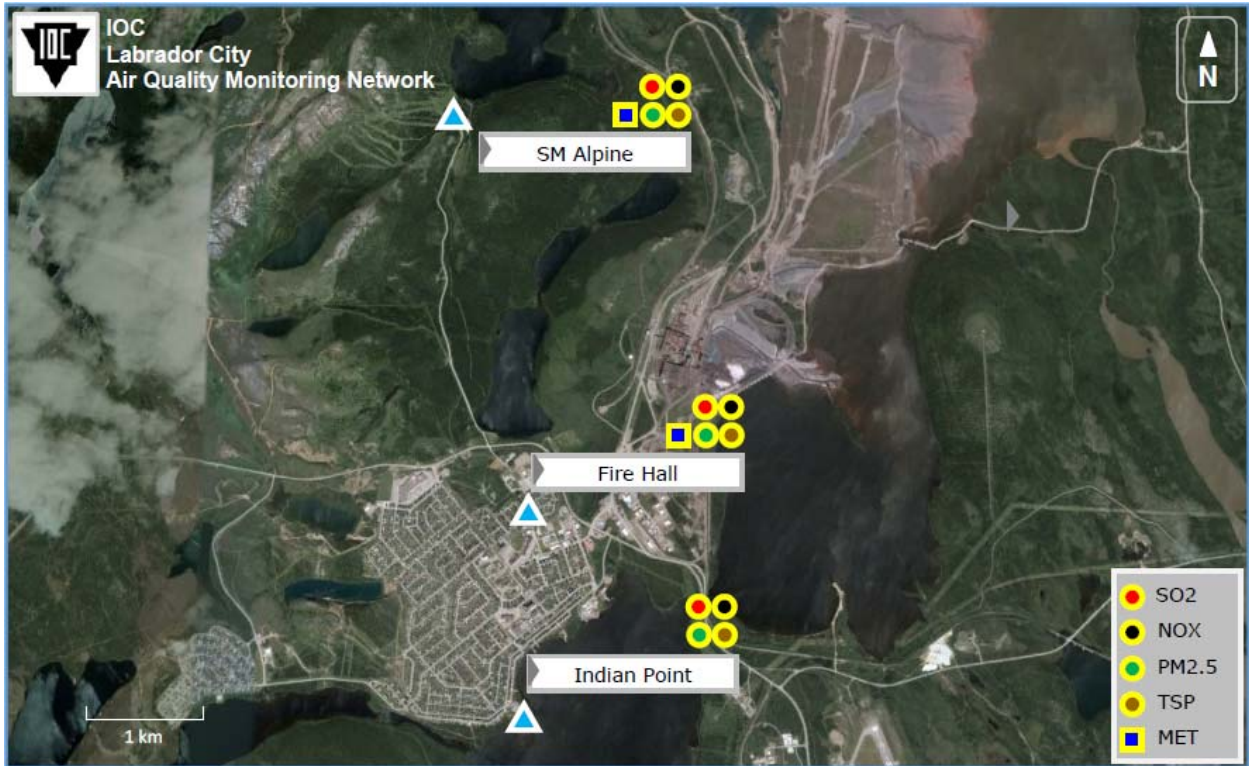 IOC
IOC
Labrador City
Air Quality Monitoring Network
N
SM Alpine
Fire Hall
Indian Point
1 km
SO2
NOX
PM2.5
TSP
MET